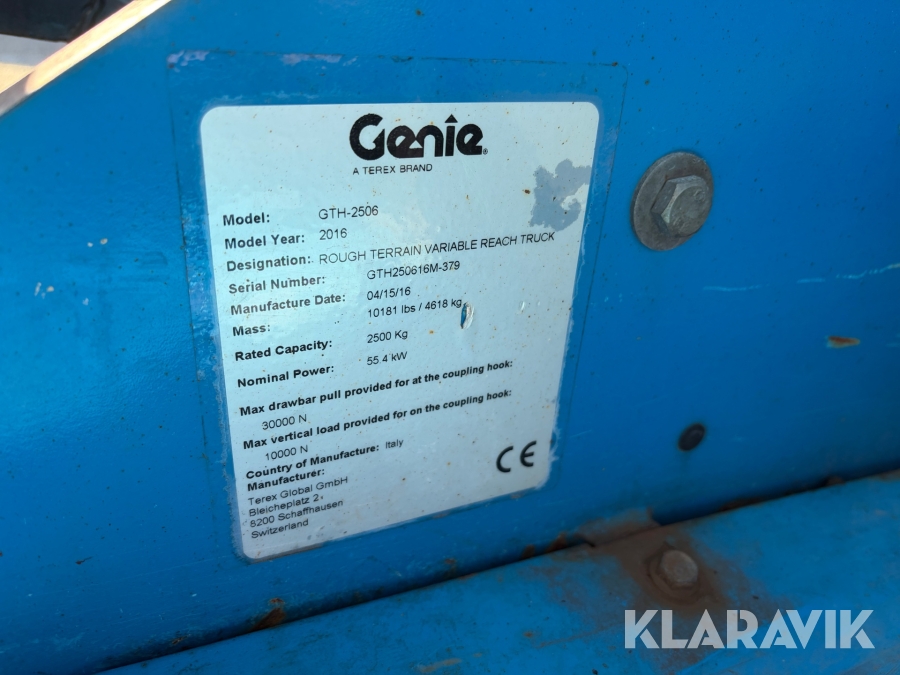 Genie
A TEREX BRAND
Model: GTH-2506
Model Year: 2016
Designation: ROUGH TERRAIN VARIABLE REACH TRUCK
Serial Number: GTH250616M-379
Manufacture Date: 04/15/16
Mass: 10181 lbs / 4618 kg
Rated Capacity: 2500 Kg
Nominal Power: 55.4 kW
Max drawbar pull provided for at the coupling hook:
30000 N
Max vertical load provided for on the coupling hook:
10000 N
Country of Manufacture: Italy
Manufacturer:
Terex Global GmbH
Bleicheplatz 2,
8200 Schaffhausen
Switzerland
CE
KLARAVIK